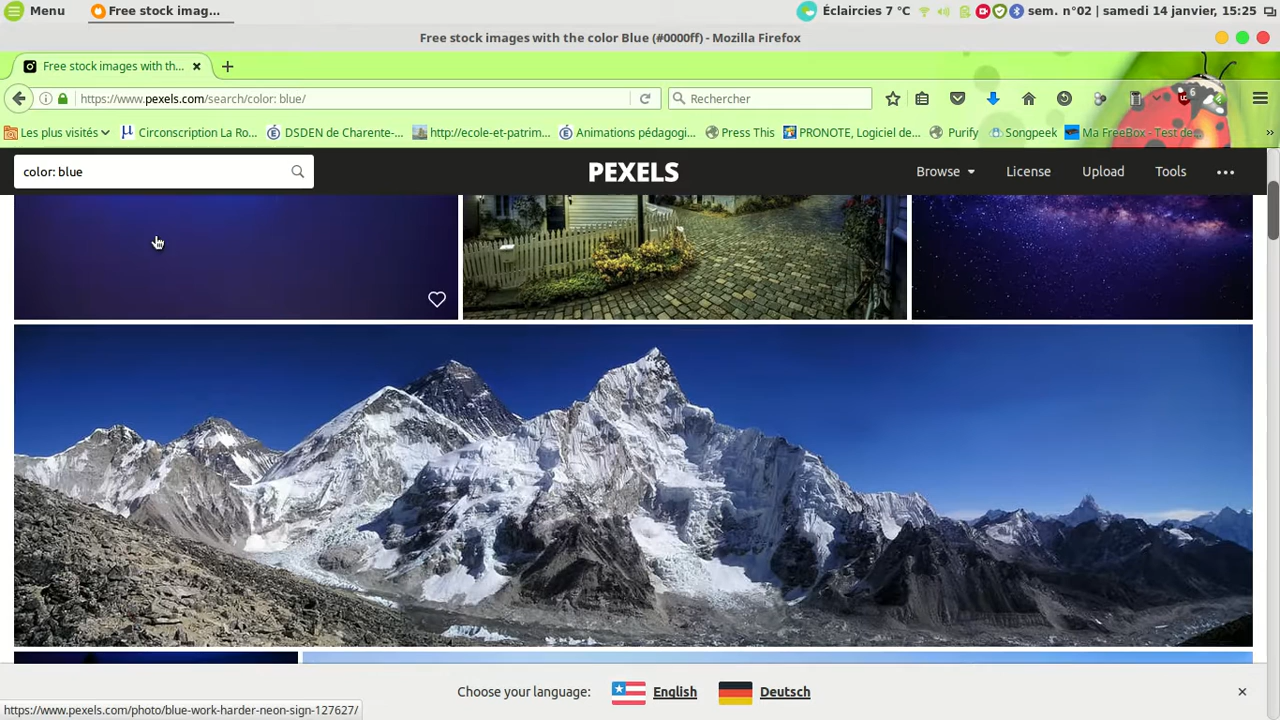 Menu
Free stock imag...
Éclaircies 7 °C
sem. n°02 | samedi 14 janvier, 15:25
Free stock images with the color Blue (#0000ff) - Mozilla Firefox
Free stock images with th...
https://www.pexels.com/search/color: blue/
Rechercher
6
Les plus visités
Circonscription La Ro...
DSDEN de Charente-...
http://ecole-et-patrim...
Animations pédagogi...
Press This
PRONOTE, Logiciel de...
Purify
Songpeek
Ma FreeBox - Test de...
color: blue
PEXELS
Browse
License
Upload
Tools
Choose your language:
English
Deutsch
https://www.pexels.com/photo/blue-work-harder-neon-sign-127627/